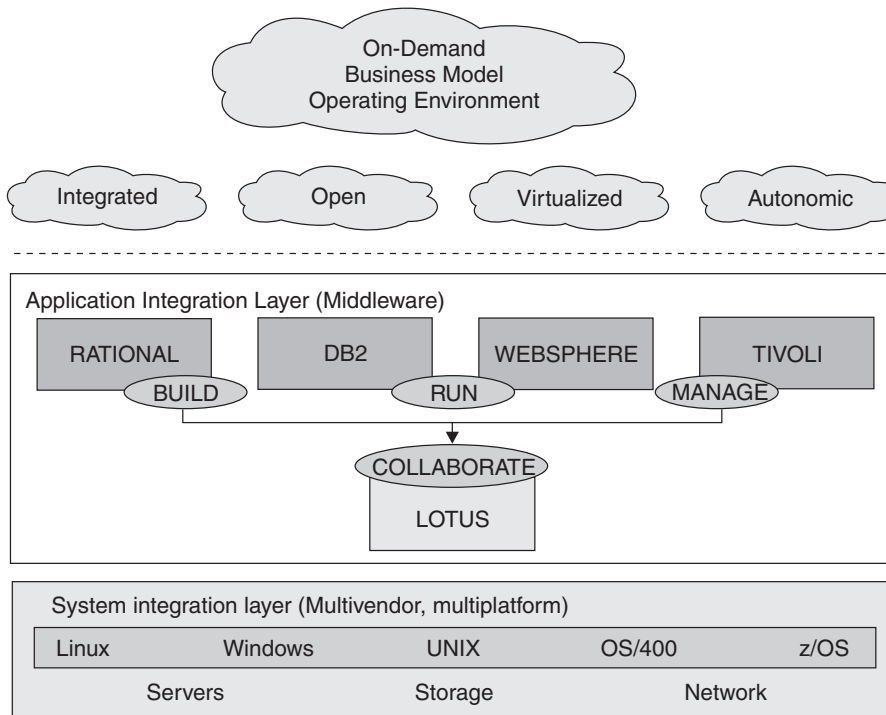 On-Demand
Business Model
Operating Environment
Integrated
Open
Virtualized
Autonomic
Application Integration Layer (Middleware)
RATIONAL
DB2
WEBSPHERE
TIVOLI
BUILD
RUN
MANAGE
COLLABORATE
LOTUS
System integration layer (Multivendor, multiplatform)
Linux Windows UNIX OS/400 z/OS
Servers Storage Network